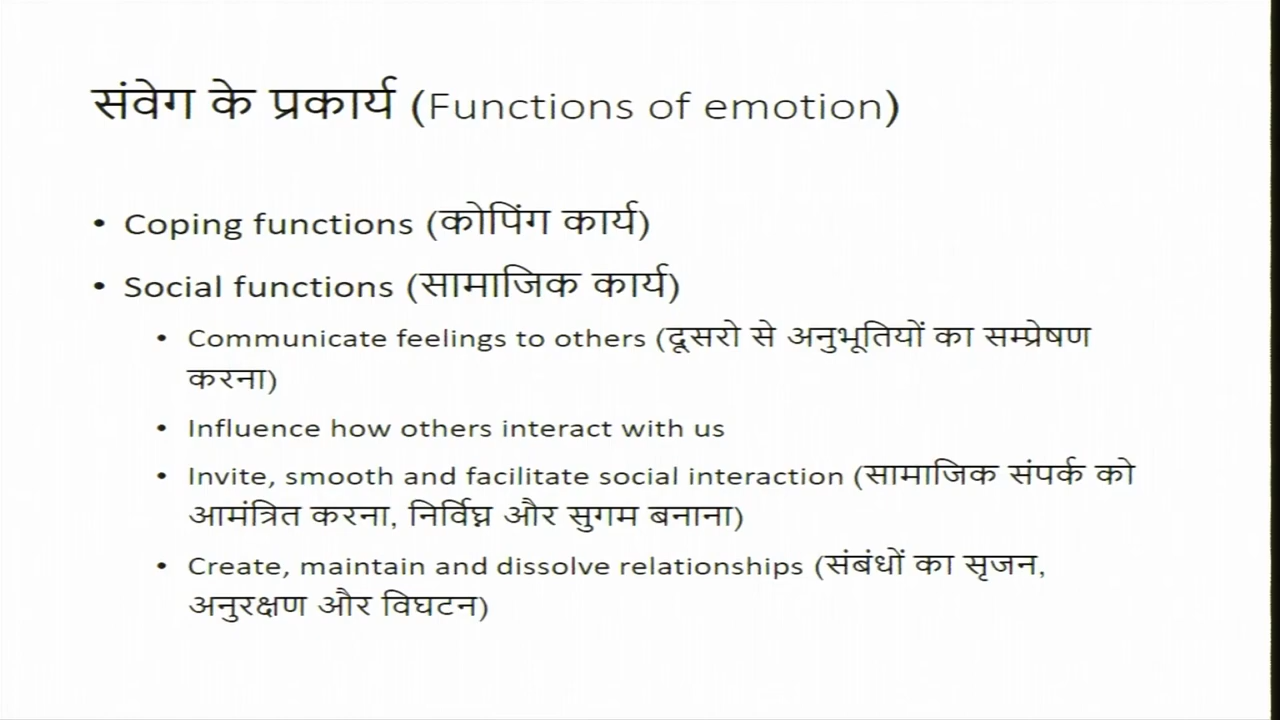 संवेग के प्रकार्य (Functions of emotion)
• Coping functions (कोपिंग कार्य)
• Social functions (सामाजिक कार्य)
• Communicate feelings to others (दूसरो से अनुभूतियों का सम्प्रेषण
करना)
• Influence how others interact with us
• Invite, smooth and facilitate social interaction (सामाजिक संपर्क को
आमंत्रित करना, निर्विघ्न और सुगम बनाना)
• Create, maintain and dissolve relationships (संबंधों का सृजन,
अनुरक्षण और विघटन)